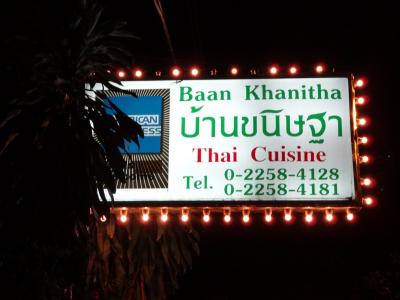 Baan Khanitha
บ้านขนิษฐา
Thai Cuisine
Tel. 0-2258-4128
0-2258-4181